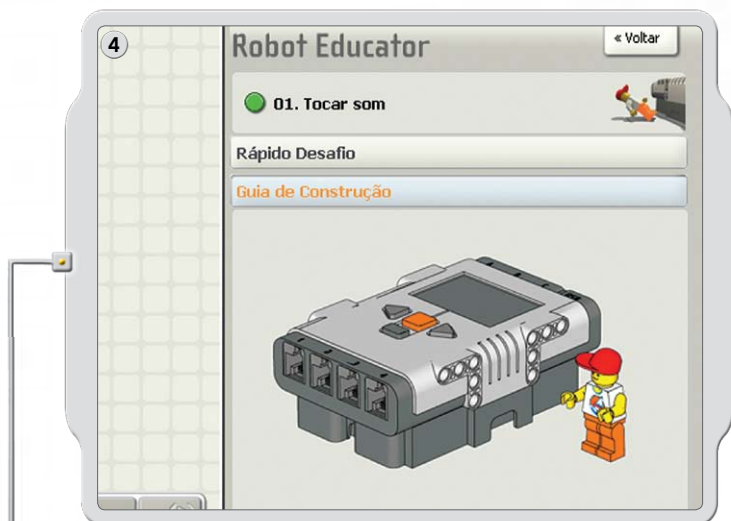 4
Robot Educator
« Voltar
01. Tocar som
Rápido Desafio
Guia de Construção